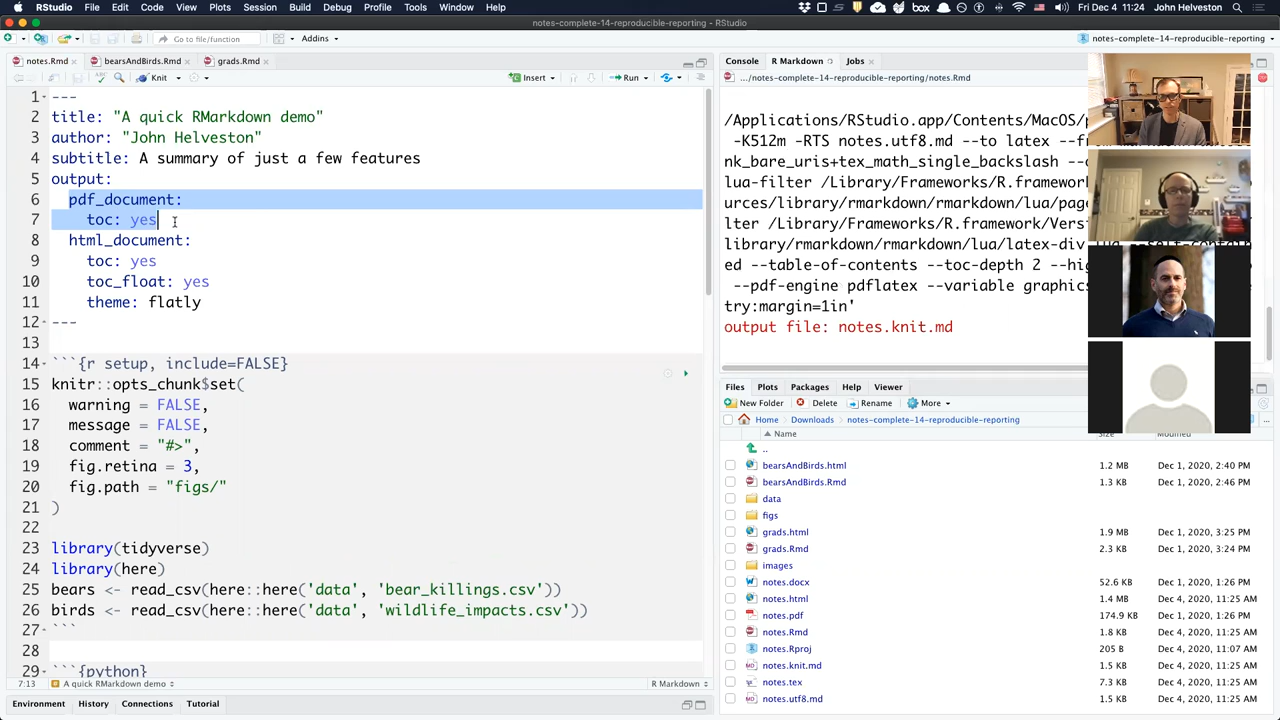 RStudio File Edit Code View Plots Session Build Debug Profile Tools Window Help
box 100% Fri Dec 4 11:24 John Helveston
notes-complete-14-reproducible-reporting - RStudio
Go to file/function Addins notes-complete-14-reproducible-reporting
notes.Rmd bearsAndBirds.Rmd grads.Rmd
Knit Insert Run
1 ---
2 title: "A quick RMarkdown demo"
3 author: "John Helveston"
4 subtitle: A summary of just a few features
5 output:
6 pdf_document:
7 toc: yes
8 html_document:
9 toc: yes
10 toc_float: yes
11 theme: flatly
12 ---
13
14 ```{r setup, include=FALSE}
15 knitr::opts_chunk$set(
16 warning = FALSE,
17 message = FALSE,
18 comment = "#>",
19 fig.retina = 3,
20 fig.path = "figs/"
21 )
22
23 library(tidyverse)
24 library(here)
25 bears <- read_csv(here::here('data', 'bear_killings.csv'))
26 birds <- read_csv(here::here('data', 'wildlife_impacts.csv'))
27 ```
28
29 ```{python}
7:13 A quick RMarkdown demo R Markdown
Environment History Connections Tutorial
Console R Markdown Jobs
.../notes-complete-14-reproducible-reporting/notes.Rmd
/Applications/RStudio.app/Contents/MacOS/
-K512m -RTS notes.utf8.md --to latex --fr
nk_bare_uris+tex_math_single_backslash --
lua-filter /Library/Frameworks/R.framewor
urces/library/rmarkdown/rmarkdown/lua/pag
lter /Library/Frameworks/R.framework/Vers
library/rmarkdown/rmarkdown/lua/latex-div
ed --table-of-contents --toc-depth 2 --hi
--pdf-engine pdflatex --variable graphics
try:margin=1in'
output file: notes.knit.md
Files Plots Packages Help Viewer
New Folder Delete Rename More
Home Downloads notes-complete-14-reproducible-reporting
Name Size Modified
..
bearsAndBirds.html 1.2 MB Dec 1, 2020, 2:40 PM
bearsAndBirds.Rmd 1.3 KB Dec 1, 2020, 2:46 PM
data
figs
grads.html 1.9 MB Dec 1, 2020, 3:25 PM
grads.Rmd 2.3 KB Dec 1, 2020, 3:24 PM
images
notes.docx 52.6 KB Dec 1, 2020, 1:26 PM
notes.html 1.4 MB Dec 4, 2020, 11:25 AM
notes.pdf 174.9 KB Dec 1, 2020, 1:26 PM
notes.Rmd 1.8 KB Dec 4, 2020, 11:25 AM
notes.Rproj 205 B Dec 4, 2020, 11:07 AM
notes.knit.md 1.5 KB Dec 4, 2020, 11:25 AM
notes.tex 7.3 KB Dec 4, 2020, 11:25 AM
notes.utf8.md 1.5 KB Dec 4, 2020, 11:25 AM